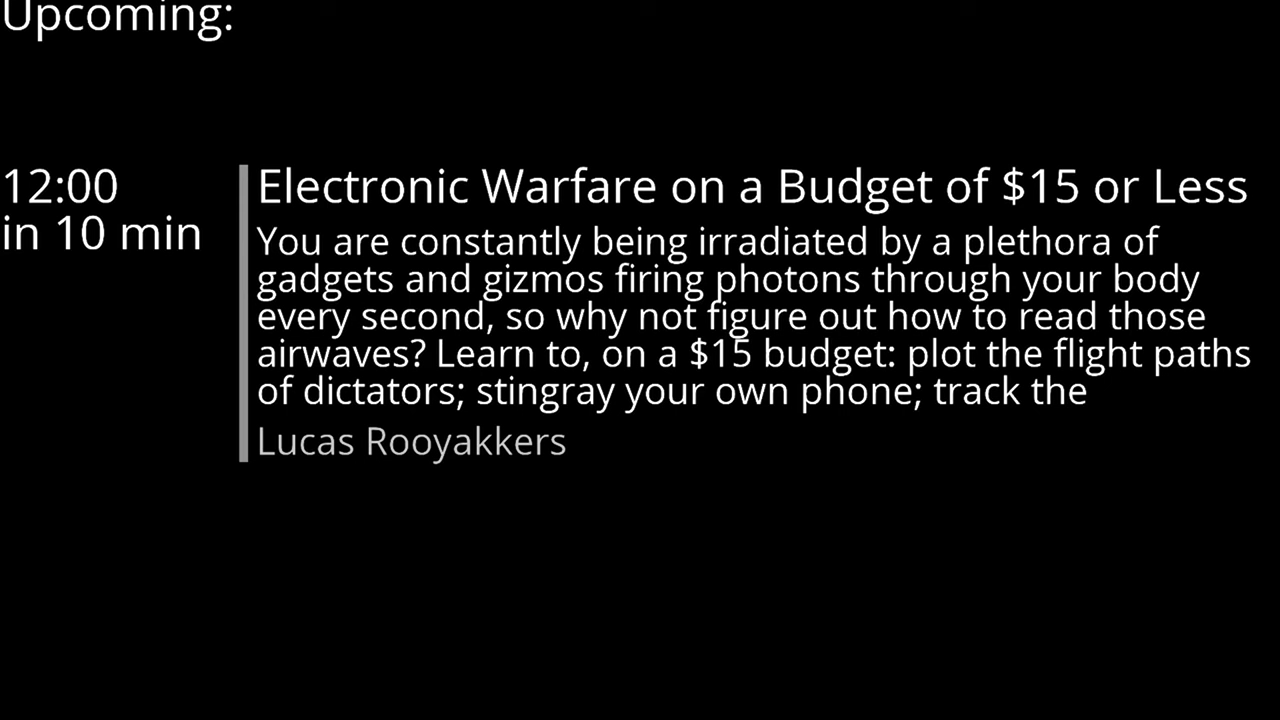 Upcoming:
12:00
in 10 min
Electronic Warfare on a Budget of $15 or Less
You are constantly being irradiated by a plethora of
gadgets and gizmos firing photons through your body
every second, so why not figure out how to read those
airwaves? Learn to, on a $15 budget: plot the flight paths
of dictators; stingray your own phone; track the
Lucas Rooyakkers